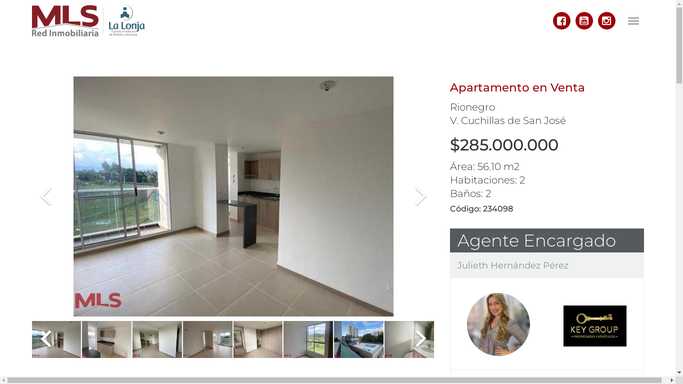 MLS
Red Inmobiliaria
La Lonja
Apartamento en Venta
Rionegro
V. Cuchillas de San José
$285.000.000
Área: 56,10 m2
Habitaciones: 2
Baños: 2
Código: 234098
MLS
Agente Encargado
Julieth Hernández Pérez
KEY GROUP